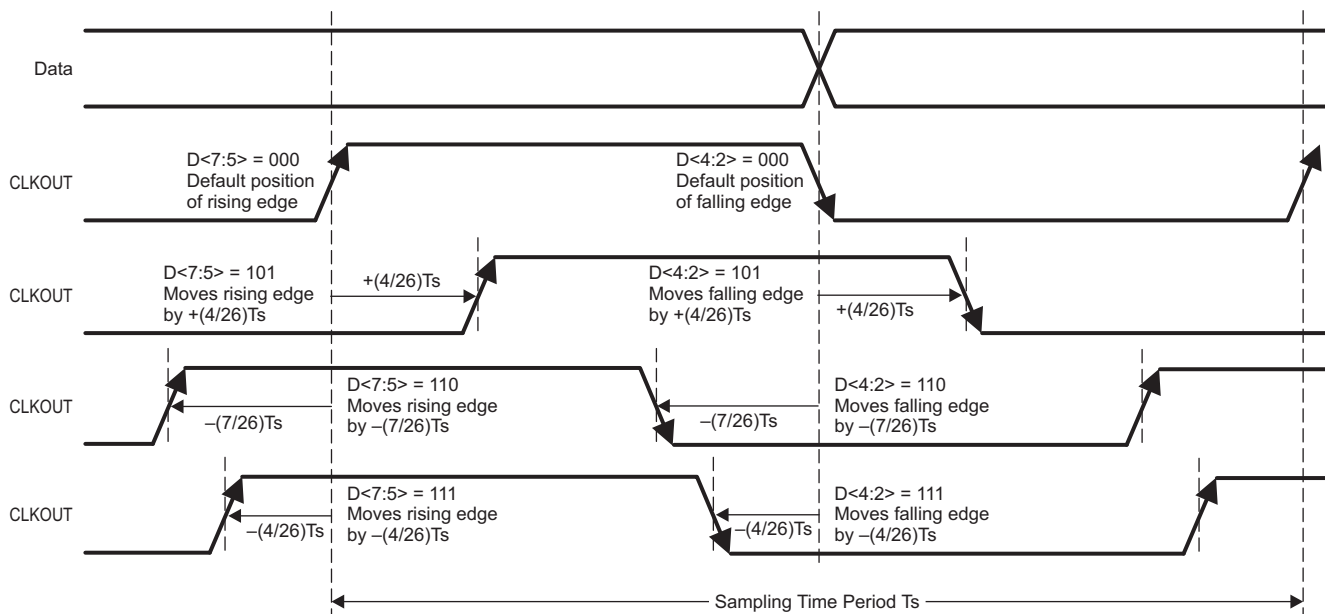 Data
CLKOUT
D<7:5> = 000
Default position
of rising edge
D<4:2> = 000
Default position
of falling edge
CLKOUT
D<7:5> = 101
Moves rising edge
by +(4/26)Ts
+(4/26)Ts
D<4:2> = 101
Moves falling edge
by +(4/26)Ts
+(4/26)Ts
CLKOUT
–(7/26)Ts
D<7:5> = 110
Moves rising edge
by –(7/26)Ts
–(7/26)Ts
D<4:2> = 110
Moves falling edge
by –(7/26)Ts
CLKOUT
–(4/26)Ts
D<7:5> = 111
Moves rising edge
by –(4/26)Ts
–(4/26)Ts
D<4:2> = 111
Moves falling edge
by –(4/26)Ts
Sampling Time Period Ts